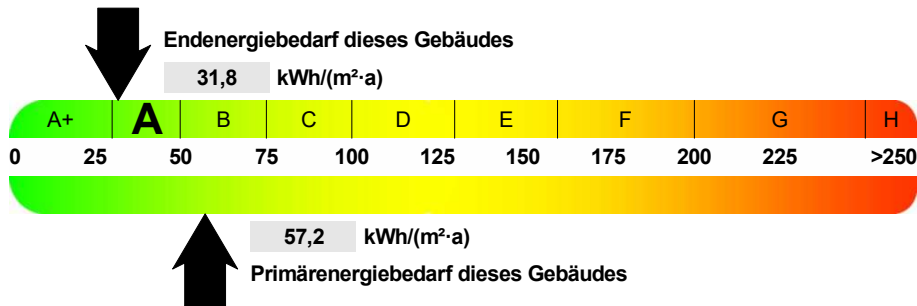 Endenergiebedarf dieses Gebäudes
31,8 kWh/(m²·a)
A+ A B C D E F G H
0 25 50 75 100 125 150 175 200 225 >250
57,2 kWh/(m²·a)
Primärenergiebedarf dieses Gebäudes